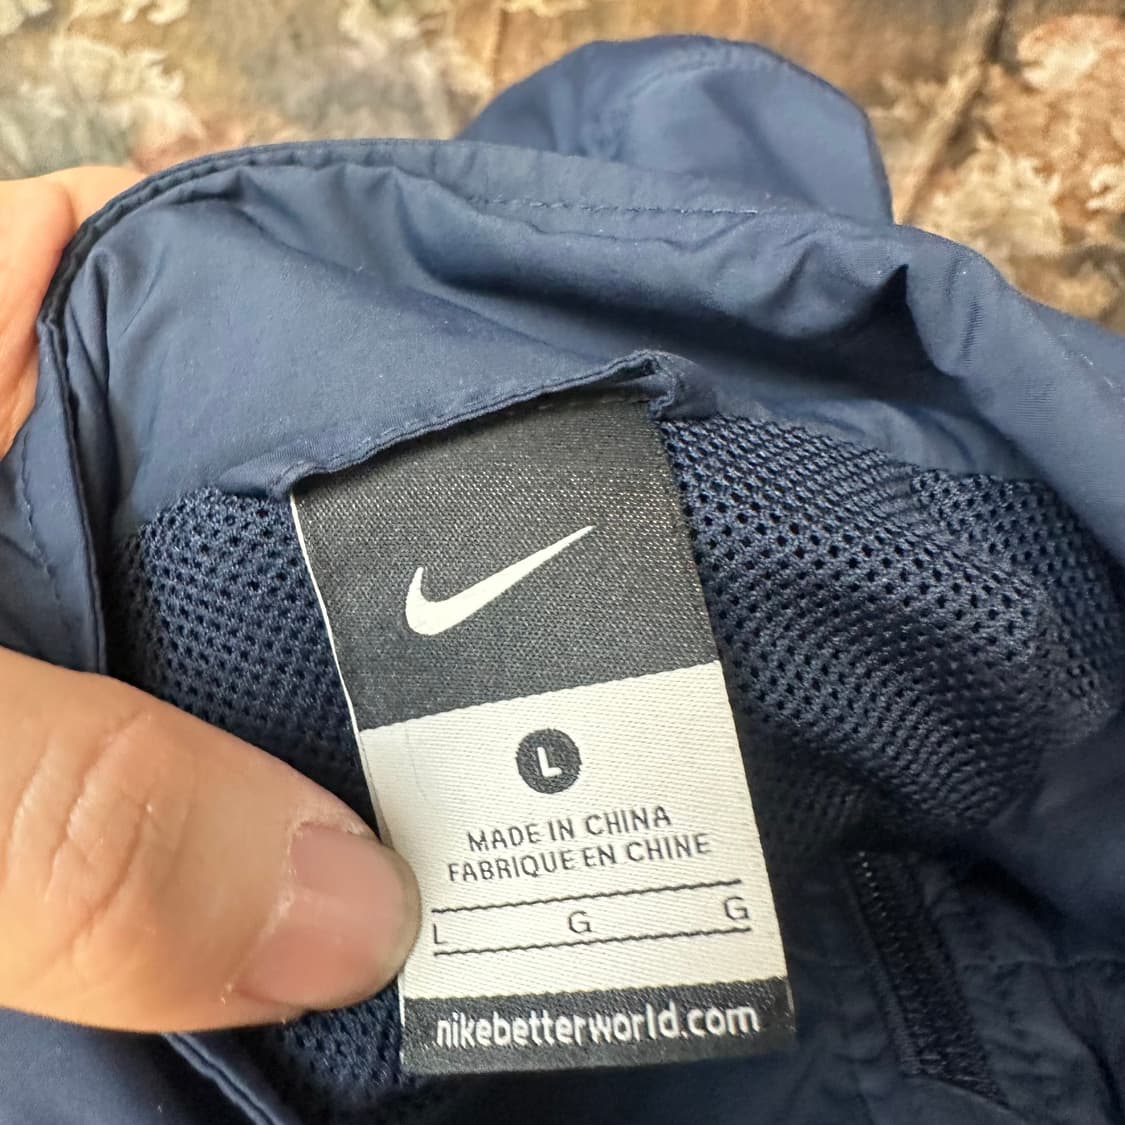 L
MADE IN CHINA
FABRIQUE EN CHINE
L G G
nikebetterworld.com